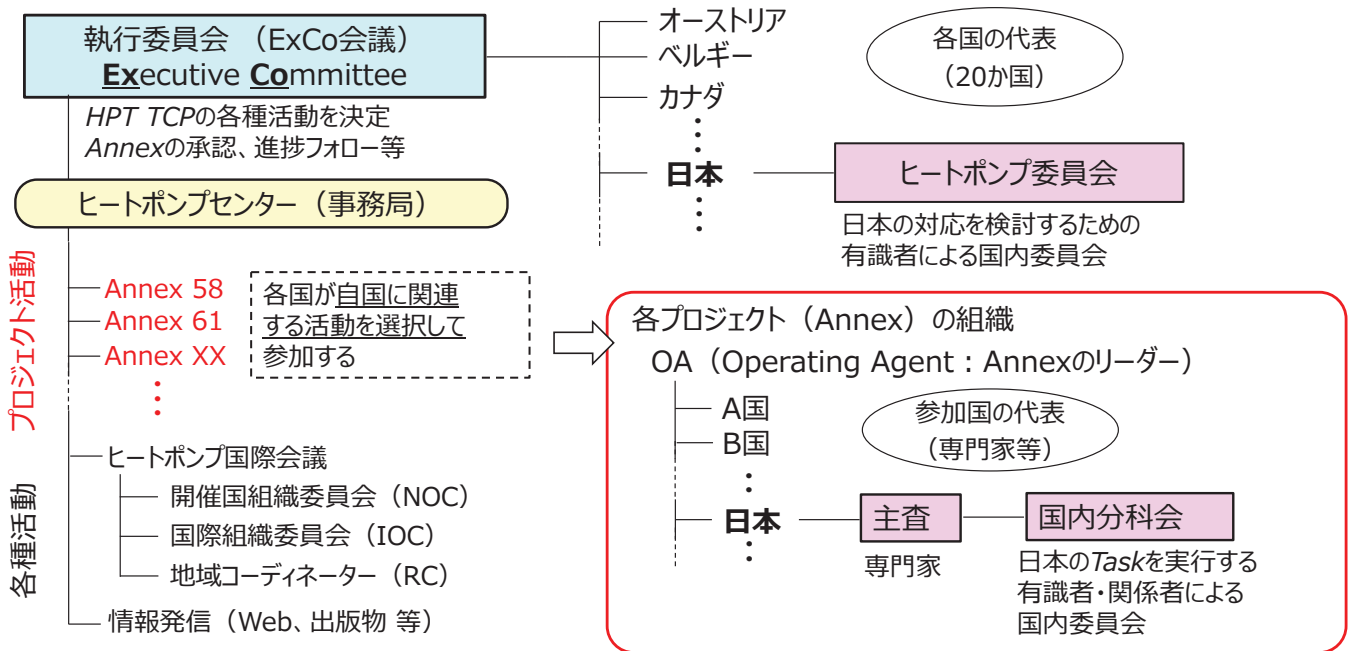 執行委員会 （ExCo会議）
Executive Committee
HPT TCPの各種活動を決定
Annexの承認、進捗フォロー等
ヒートポンプセンター（事務局）
オーストリア
ベルギー
カナダ
⋮
日本
⋮
各国の代表
（20か国）
ヒートポンプ委員会
日本の対応を検討するための
有識者による国内委員会
プロジェクト活動
Annex 58
Annex 61
Annex XX
⋮
各国が自国に関連
する活動を選択して
参加する
各種活動
ヒートポンプ国際会議
開催国組織委員会（NOC）
国際組織委員会（IOC）
地域コーディネーター（RC）
情報発信（Web、出版物 等）
各プロジェクト（Annex）の組織
OA（Operating Agent：Annexのリーダー）
A国
B国
⋮
日本
⋮
参加国の代表
（専門家等）
主査
専門家
国内分科会
日本のTaskを実行する
有識者・関係者による
国内委員会